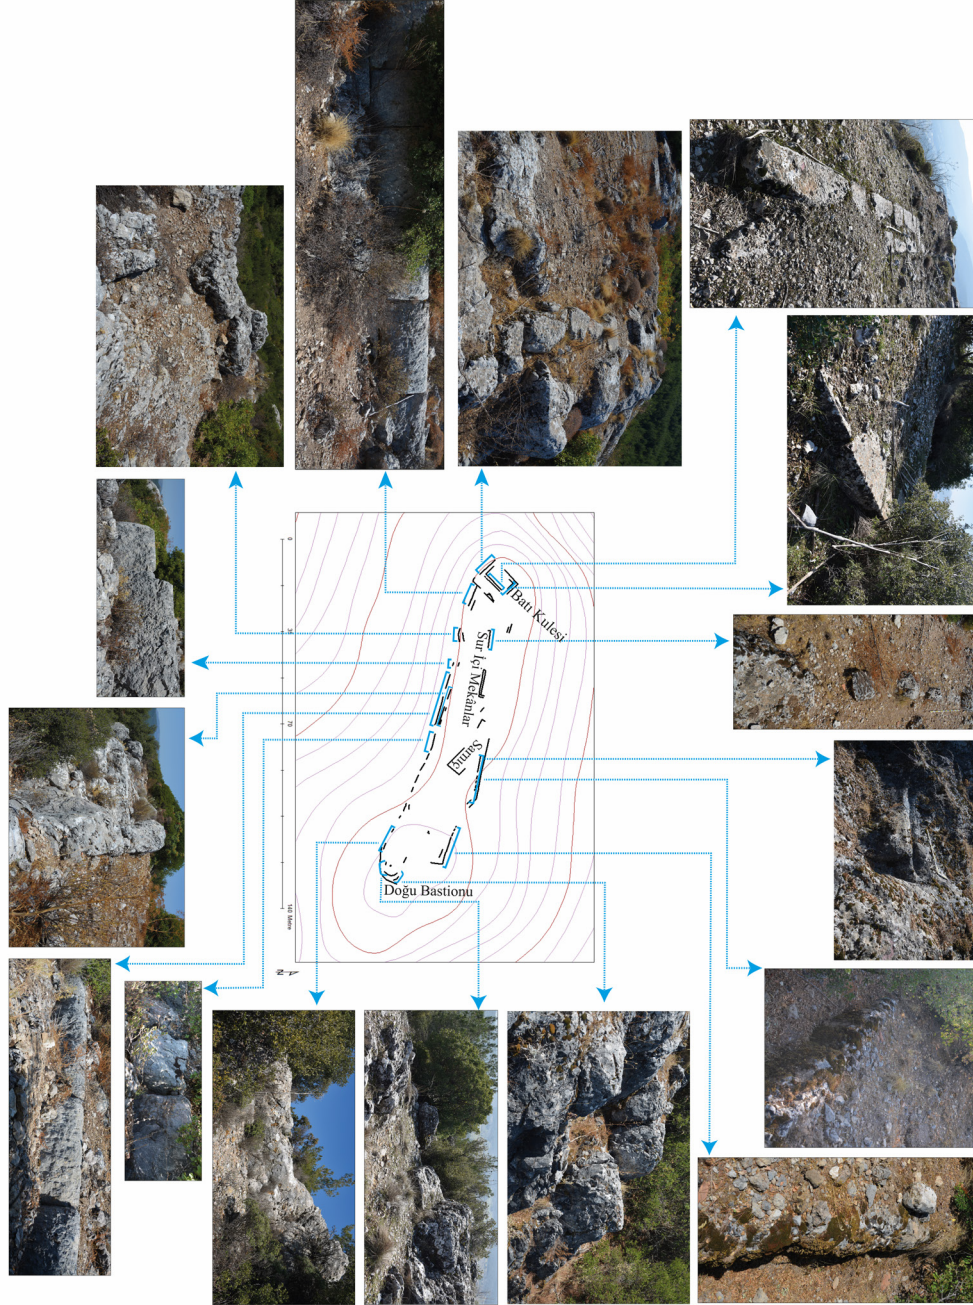 Batı Kulesi
Sur İçi Mekânlar
Sarnıç
Doğu Bastionu
0
35
70
140 Metre
N